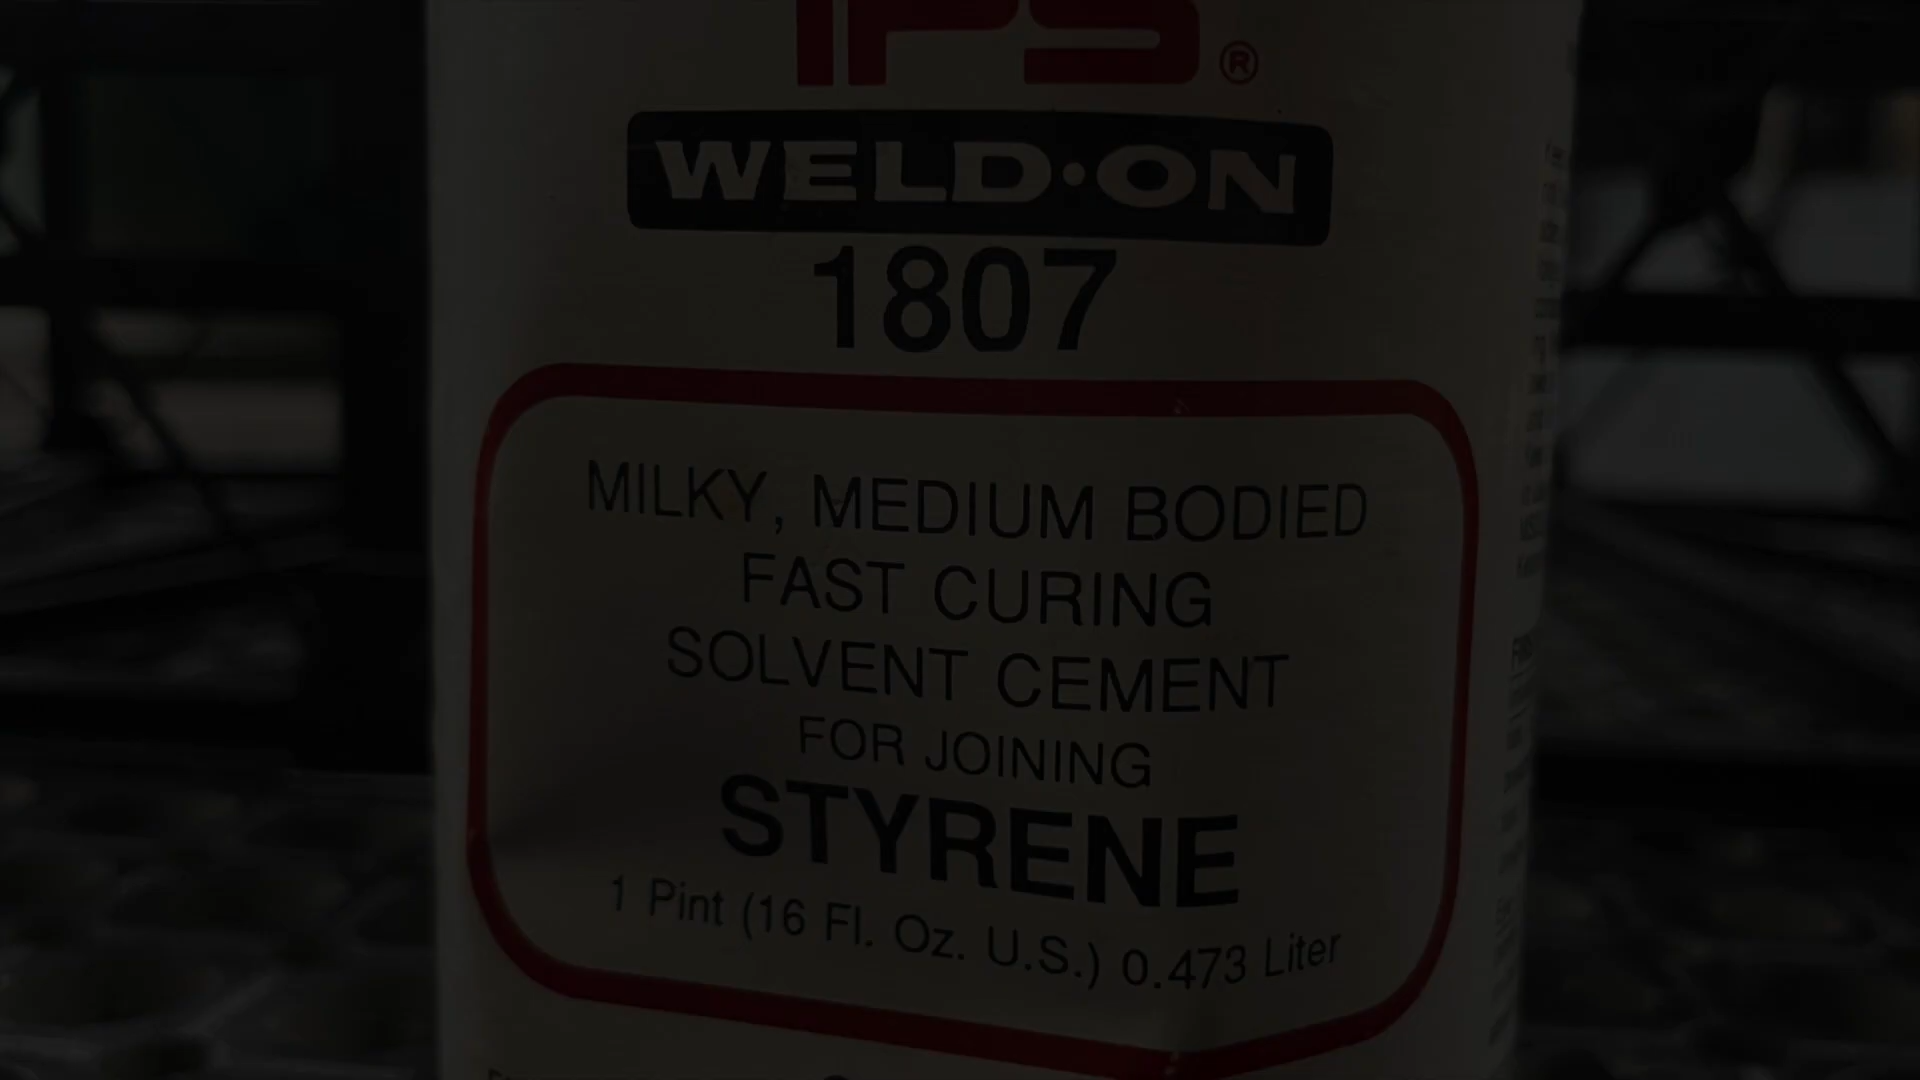 IPS®
WELD•ON
1807
MILKY, MEDIUM BODIED
FAST CURING
SOLVENT CEMENT
FOR JOINING
STYRENE
1 Pint (16 Fl. Oz. U.S.) 0.473 Liter